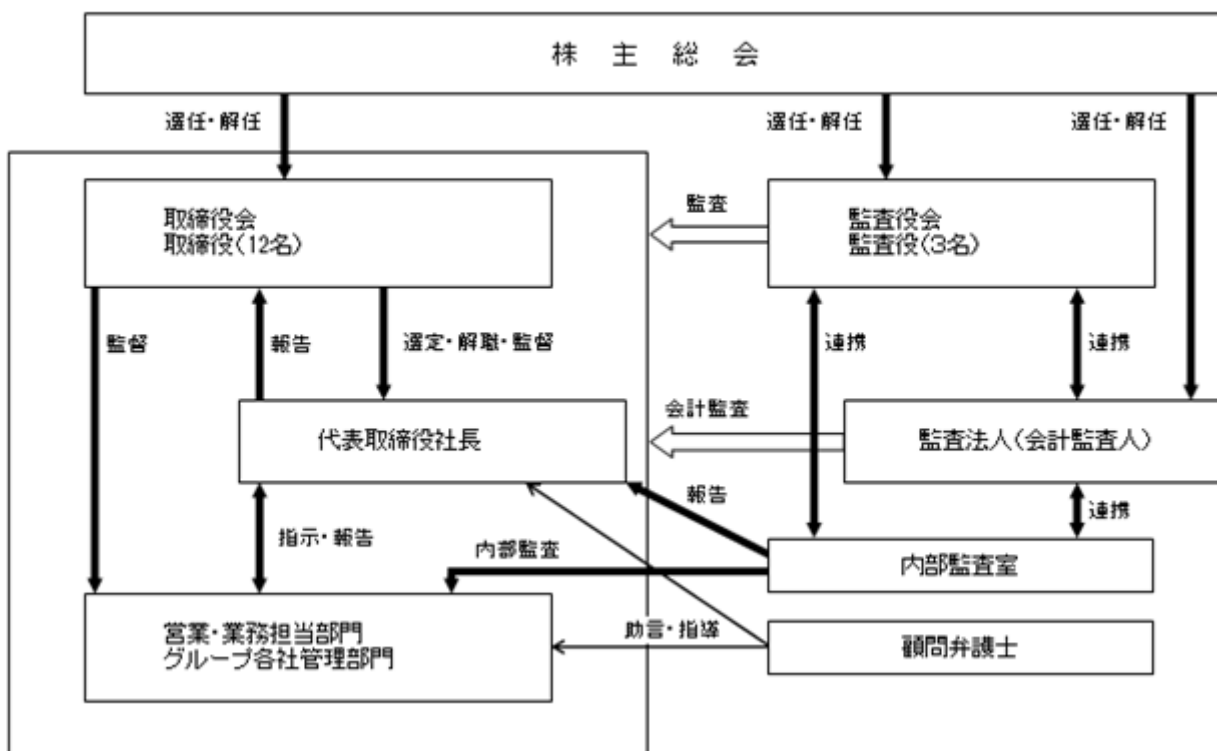 株主総会
選任・解任
選任・解任
選任・解任
取締役会
取締役(12名)
監査
監査役会
監査役(3名)
監督
報告
選定・解職・監督
連携
連携
代表取締役社長
会計監査
監査法人(会計監査人)
報告
連携
指示・報告
内部監査
内部監査室
営業・業務担当部門
グループ各社管理部門
助言・指導
顧問弁護士